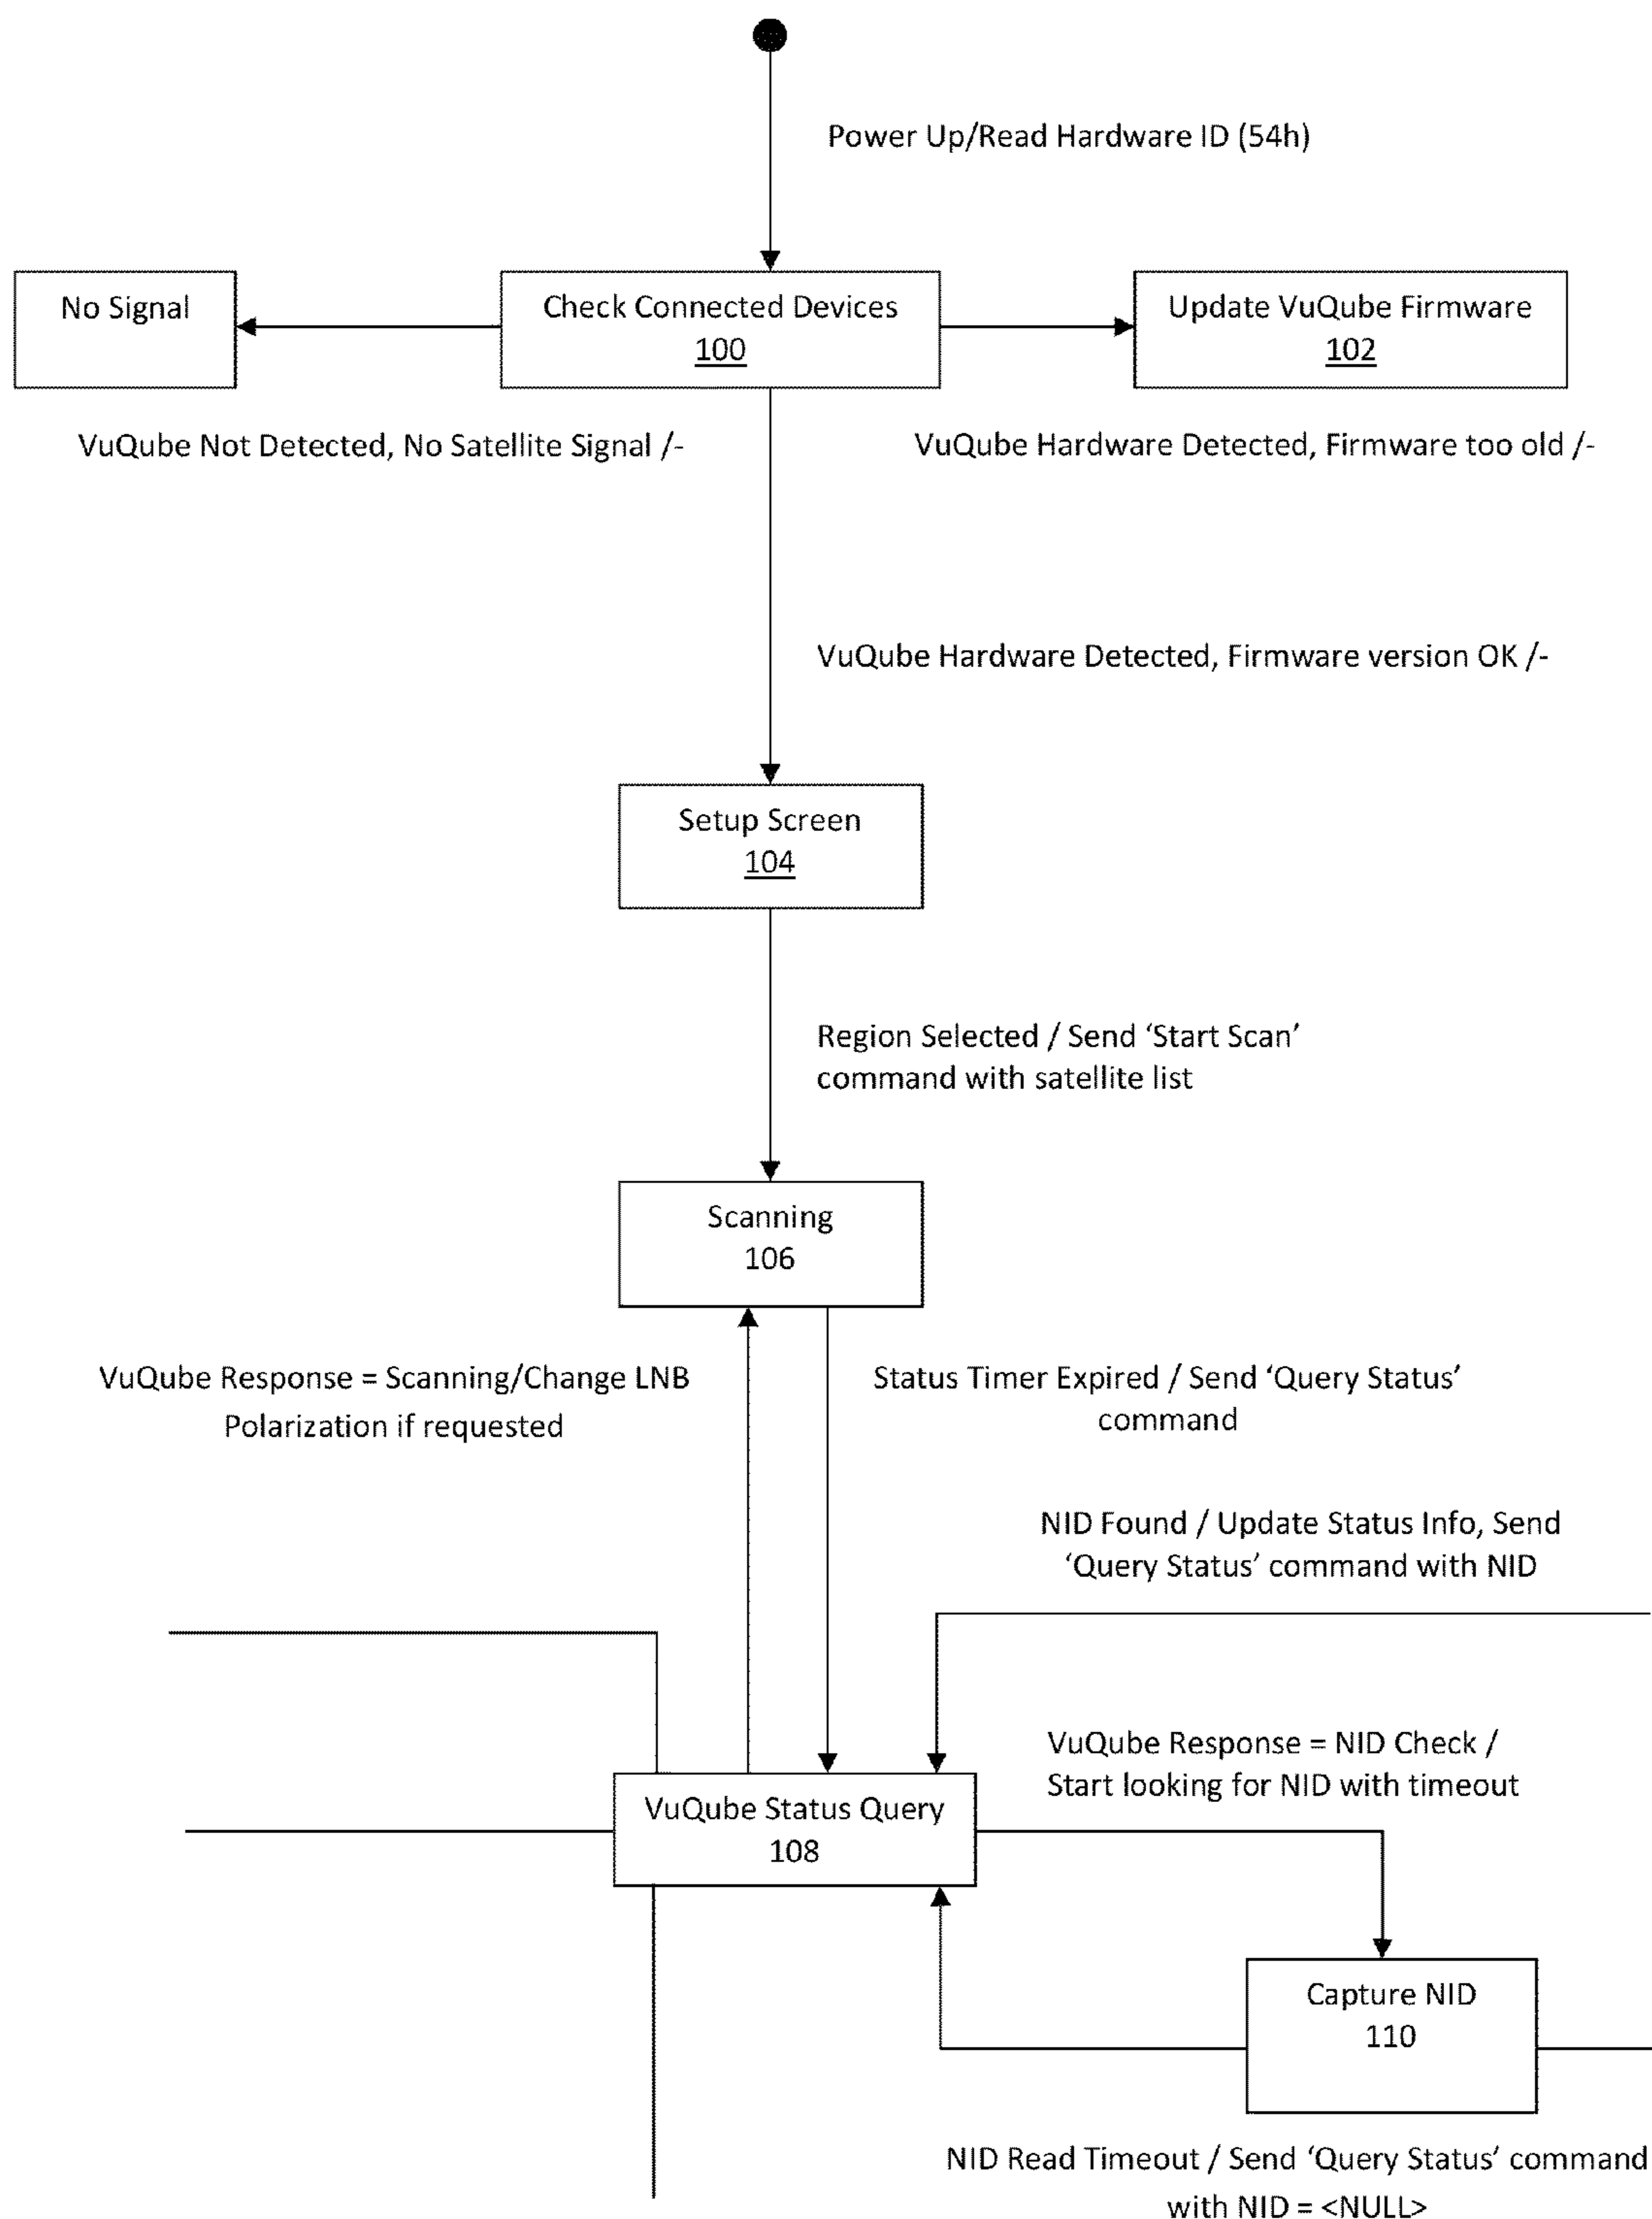 Power Up/Read Hardware ID (54h)
No Signal
Check Connected Devices
100
Update VuQube Firmware
102
VuQube Not Detected, No Satellite Signal /-
VuQube Hardware Detected, Firmware too old /-
VuQube Hardware Detected, Firmware version OK /-
Setup Screen
104
Region Selected / Send ‘Start Scan’
command with satellite list
Scanning
106
VuQube Response = Scanning/Change LNB
Polarization if requested
Status Timer Expired / Send ‘Query Status’
command
NID Found / Update Status Info, Send
‘Query Status’ command with NID
VuQube Response = NID Check /
Start looking for NID with timeout
VuQube Status Query
108
Capture NID
110
NID Read Timeout / Send ‘Query Status’ command
with NID = <NULL>